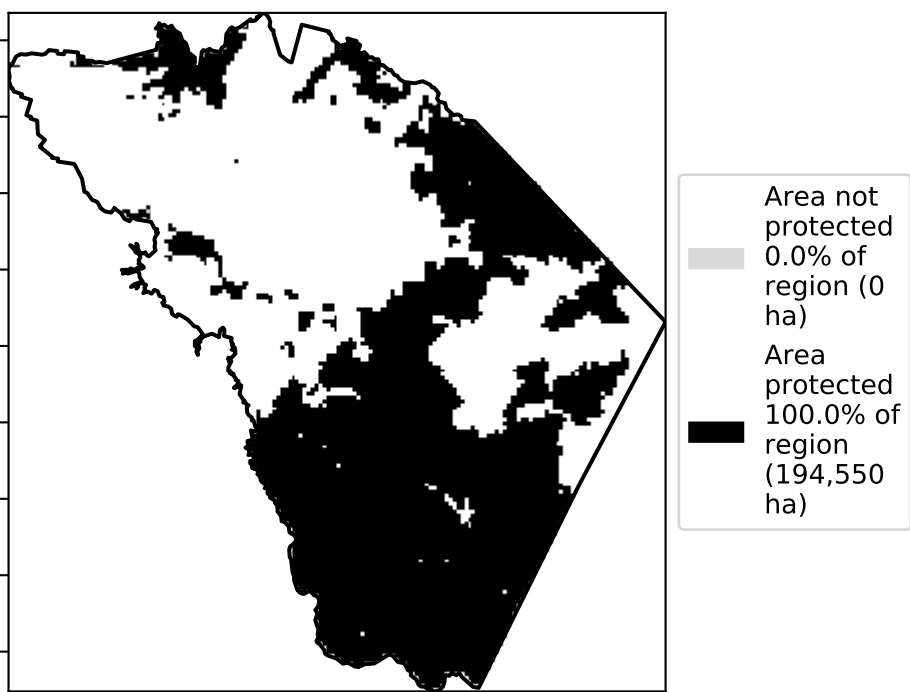 Area not
protected
0.0% of
region (0
ha)
Area
protected
100.0% of
region
(194,550
ha)